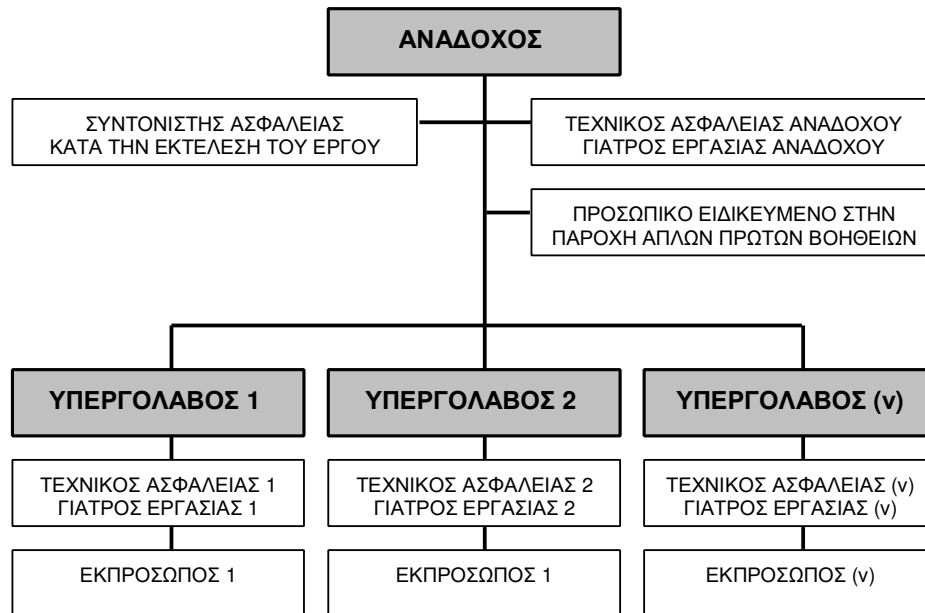 ΑΝΑΔΟΧΟΣ
ΣΥΝΤΟΝΙΣΤΗΣ ΑΣΦΑΛΕΙΑΣ
ΚΑΤΑ ΤΗΝ ΕΚΤΕΛΕΣΗ ΤΟΥ ΕΡΓΟΥ
ΤΕΧΝΙΚΟΣ ΑΣΦΑΛΕΙΑΣ ΑΝΑΔΟΧΟΥ
ΓΙΑΤΡΟΣ ΕΡΓΑΣΙΑΣ ΑΝΑΔΟΧΟΥ
ΠΡΟΣΩΠΙΚΟ ΕΙΔΙΚΕΥΜΕΝΟ ΣΤΗΝ
ΠΑΡΟΧΗ ΑΠΛΩΝ ΠΡΩΤΩΝ ΒΟΗΘΕΙΩΝ
ΥΠΕΡΓΟΛΑΒΟΣ 1
ΥΠΕΡΓΟΛΑΒΟΣ 2
ΥΠΕΡΓΟΛΑΒΟΣ (ν)
ΤΕΧΝΙΚΟΣ ΑΣΦΑΛΕΙΑΣ 1
ΓΙΑΤΡΟΣ ΕΡΓΑΣΙΑΣ 1
ΤΕΧΝΙΚΟΣ ΑΣΦΑΛΕΙΑΣ 2
ΓΙΑΤΡΟΣ ΕΡΓΑΣΙΑΣ 2
ΤΕΧΝΙΚΟΣ ΑΣΦΑΛΕΙΑΣ (ν)
ΓΙΑΤΡΟΣ ΕΡΓΑΣΙΑΣ (ν)
ΕΚΠΡΟΣΩΠΟΣ 1
ΕΚΠΡΟΣΩΠΟΣ 1
ΕΚΠΡΟΣΩΠΟΣ (ν)